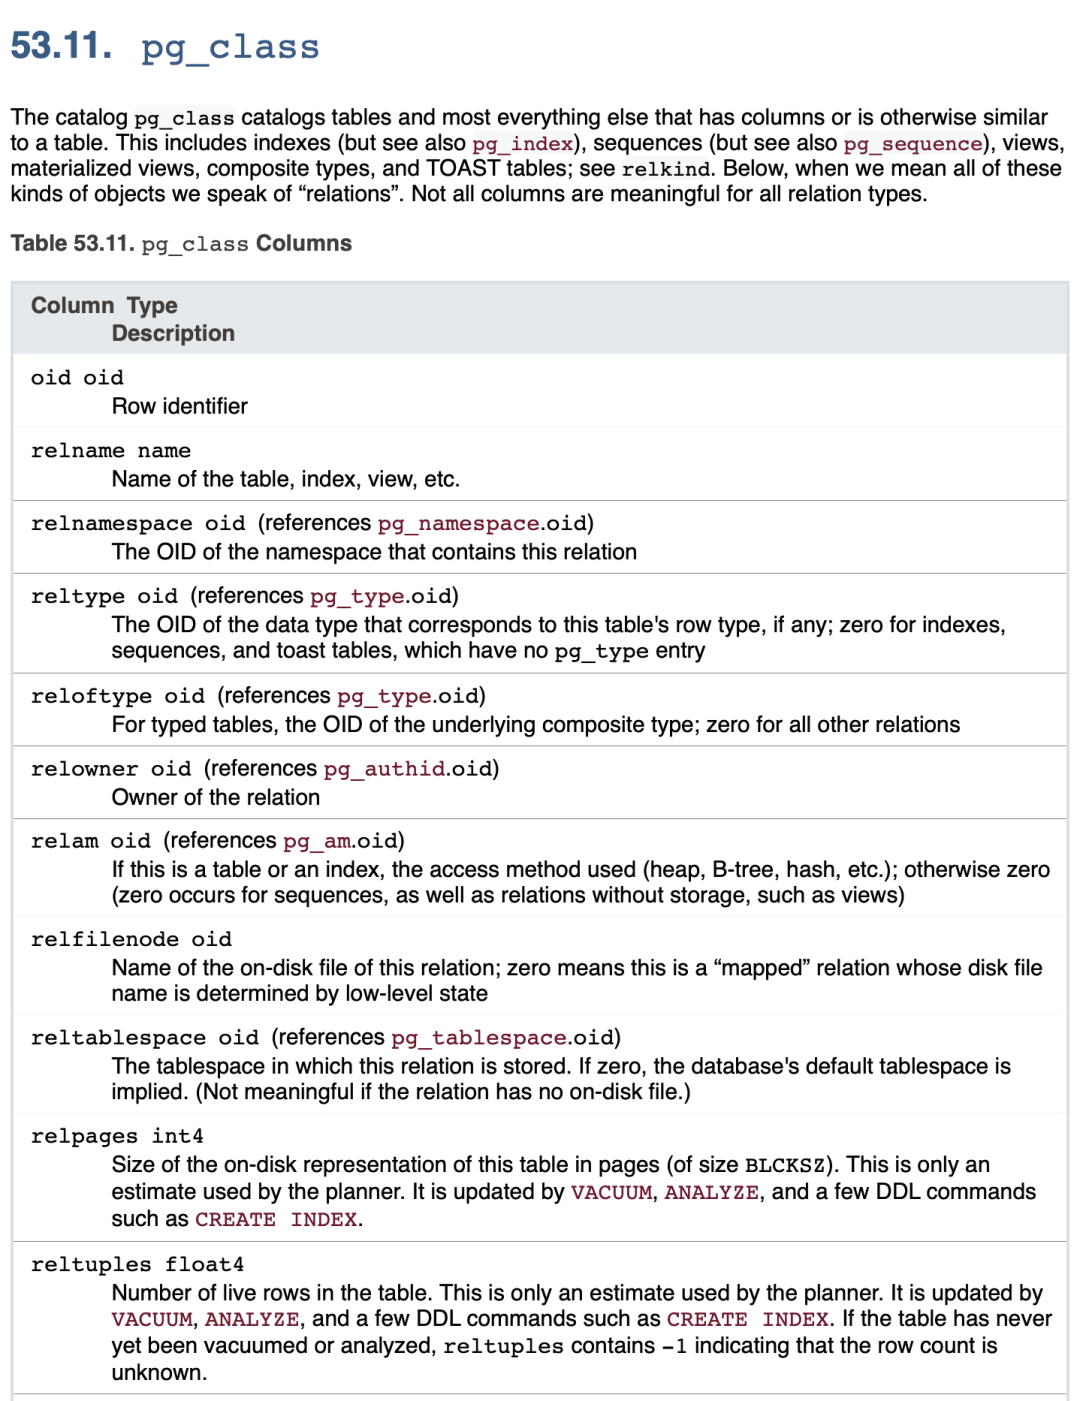 53.11. pg_class
The catalog pg_class catalogs tables and most everything else that has columns or is otherwise similar
to a table. This includes indexes (but see also pg_index), sequences (but see also pg_sequence), views,
materialized views, composite types, and TOAST tables; see relkind. Below, when we mean all of these
kinds of objects we speak of “relations”. Not all columns are meaningful for all relation types.
Table 53.11. pg_class Columns
Column Type
Description
oid oid
Row identifier
relname name
Name of the table, index, view, etc.
relnamespace oid (references pg_namespace.oid)
The OID of the namespace that contains this relation
reltype oid (references pg_type.oid)
The OID of the data type that corresponds to this table's row type, if any; zero for indexes,
sequences, and toast tables, which have no pg_type entry
reloftype oid (references pg_type.oid)
For typed tables, the OID of the underlying composite type; zero for all other relations
relowner oid (references pg_authid.oid)
Owner of the relation
relam oid (references pg_am.oid)
If this is a table or an index, the access method used (heap, B-tree, hash, etc.); otherwise zero
(zero occurs for sequences, as well as relations without storage, such as views)
relfilenode oid
Name of the on-disk file of this relation; zero means this is a “mapped” relation whose disk file
name is determined by low-level state
reltablespace oid (references pg_tablespace.oid)
The tablespace in which this relation is stored. If zero, the database's default tablespace is
implied. (Not meaningful if the relation has no on-disk file.)
relpages int4
Size of the on-disk representation of this table in pages (of size BLCKSZ). This is only an
estimate used by the planner. It is updated by VACUUM, ANALYZE, and a few DDL commands
such as CREATE INDEX.
reltuples float4
Number of live rows in the table. This is only an estimate used by the planner. It is updated by
VACUUM, ANALYZE, and a few DDL commands such as CREATE INDEX. If the table has never
yet been vacuumed or analyzed, reltuples contains -1 indicating that the row count is
unknown.